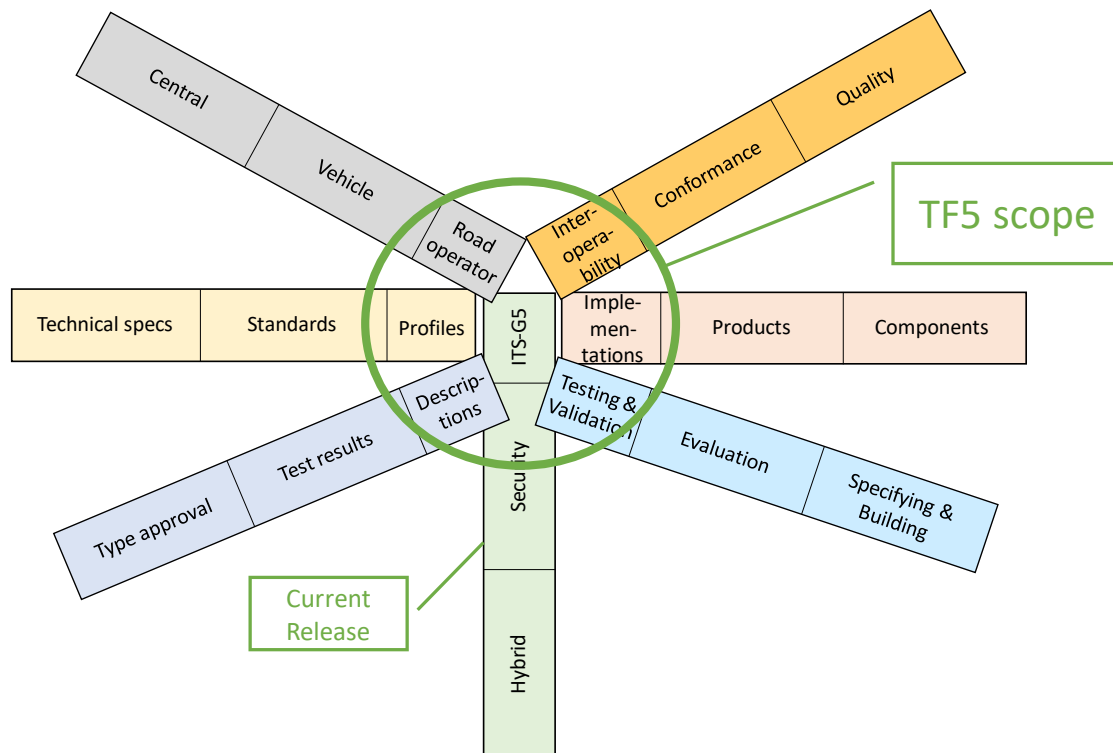 Central
Vehicle
Road
operator
Quality
Conformance
Inter-
opera-
bility
TF5 scope
Technical specs
Standards
Profiles
ITS-G5
Imple-
men-
tations
Products
Components
Type approval
Test results
Descrip-
tions
Security
Testing &
Validation
Evaluation
Specifying &
Building
Current
Release
Hybrid